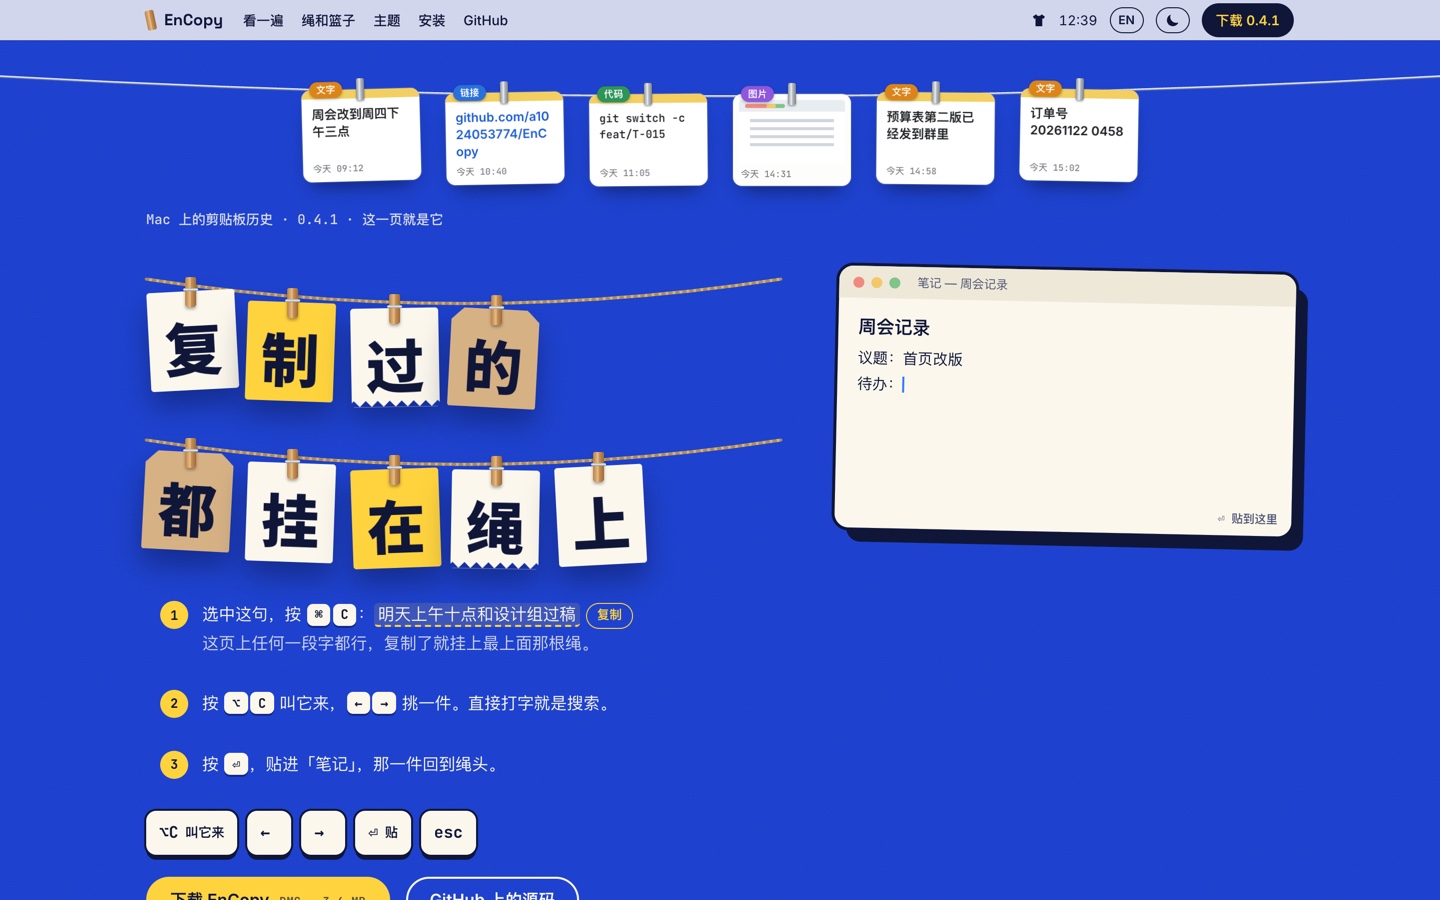 EnCopy 看一遍 绳和篮子 主题 安装 GitHub 12:39 EN 下载 0.4.1
文字
周会改到周四下
午三点
今天 09:12
链接
github.com/a10
24053774/EnC
opy
今天 10:40
代码
git switch -c
feat/T-015
今天 11:05
图片
今天 14:31
文字
预算表第二版已
经发到群里
今天 14:58
文字
订单号
20261122 0458
今天 15:02
Mac 上的剪贴板历史 · 0.4.1 · 这一页就是它
复制过的
都挂在绳上
笔记 — 周会记录
周会记录
议题：首页改版
待办：
⏎ 贴到这里
1 选中这句，按 ⌘ C： 明天上午十点和设计组过稿 复制
这页上任何一段字都行，复制了就挂上最上面那根绳。
2 按 ⌥ C 叫它来，← → 挑一件。直接打字就是搜索。
3 按 ⏎，贴进「笔记」，那一件回到绳头。
⌥C 叫它来 ← → ⏎ 贴 esc
下载 EnCopy GitHub 上的源码